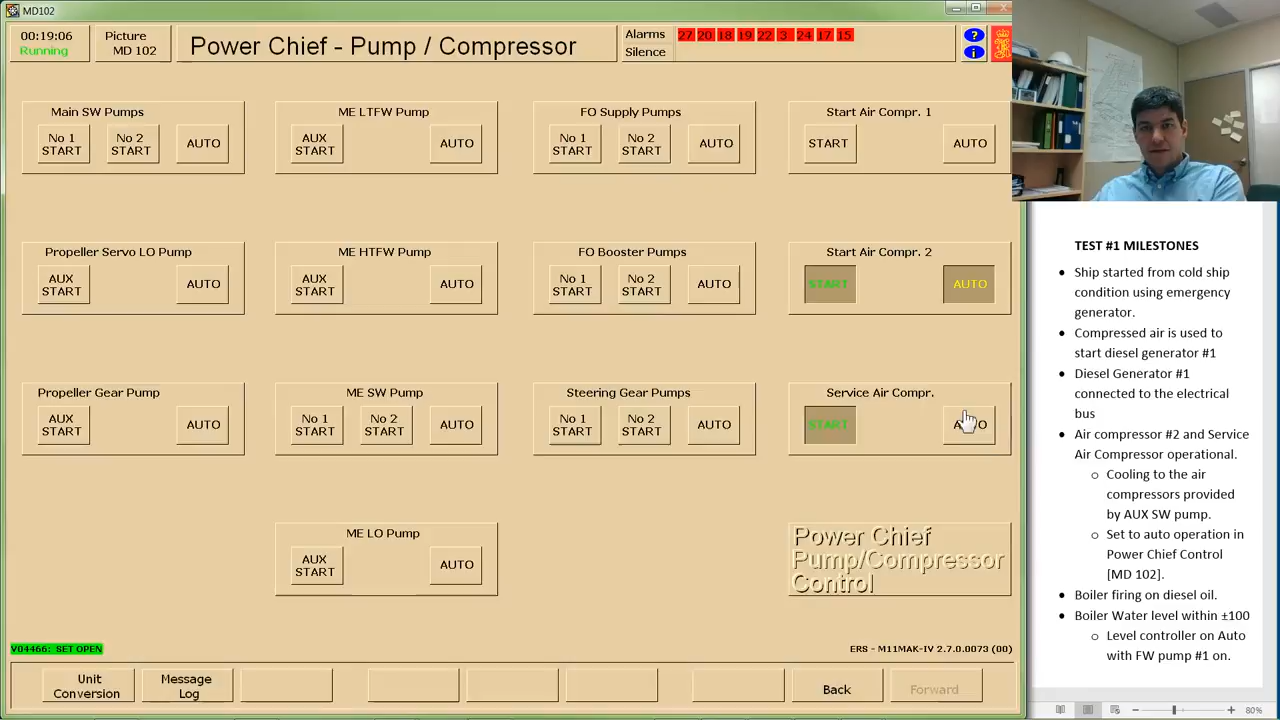 MD102
00:19:06
Running
Picture
MD 102
Power Chief - Pump / Compressor
Alarms
Silence
27 20 18 19 22 3 24 17 15
?
i
Main SW Pumps
No 1
START
No 2
START
AUTO
ME LTFW Pump
AUX
START
AUTO
FO Supply Pumps
No 1
START
No 2
START
AUTO
Start Air Compr. 1
START
AUTO
Propeller Servo LO Pump
AUX
START
AUTO
ME HTFW Pump
AUX
START
AUTO
FO Booster Pumps
No 1
START
No 2
START
AUTO
Start Air Compr. 2
START
AUTO
Propeller Gear Pump
AUX
START
AUTO
ME SW Pump
No 1
START
No 2
START
AUTO
Steering Gear Pumps
No 1
START
No 2
START
AUTO
Service Air Compr.
START
AUTO
ME LO Pump
AUX
START
AUTO
Power Chief
Pump/Compressor
Control
V04466: SET OPEN
ERS - M11MAK-IV 2.7.0.0073 (00)
Unit
Conversion
Message
Log
Back
Forward
TEST #1 MILESTONES
• Ship started from cold ship
condition using emergency
generator.
• Compressed air is used to
start diesel generator #1
• Diesel Generator #1
connected to the electrical
bus
• Air compressor #2 and Service
Air Compressor operational.
o Cooling to the air
compressors provided
by AUX SW pump.
o Set to auto operation in
Power Chief Control
[MD 102].
• Boiler firing on diesel oil.
• Boiler Water level within ±100
o Level controller on Auto
with FW pump #1 on.
80%